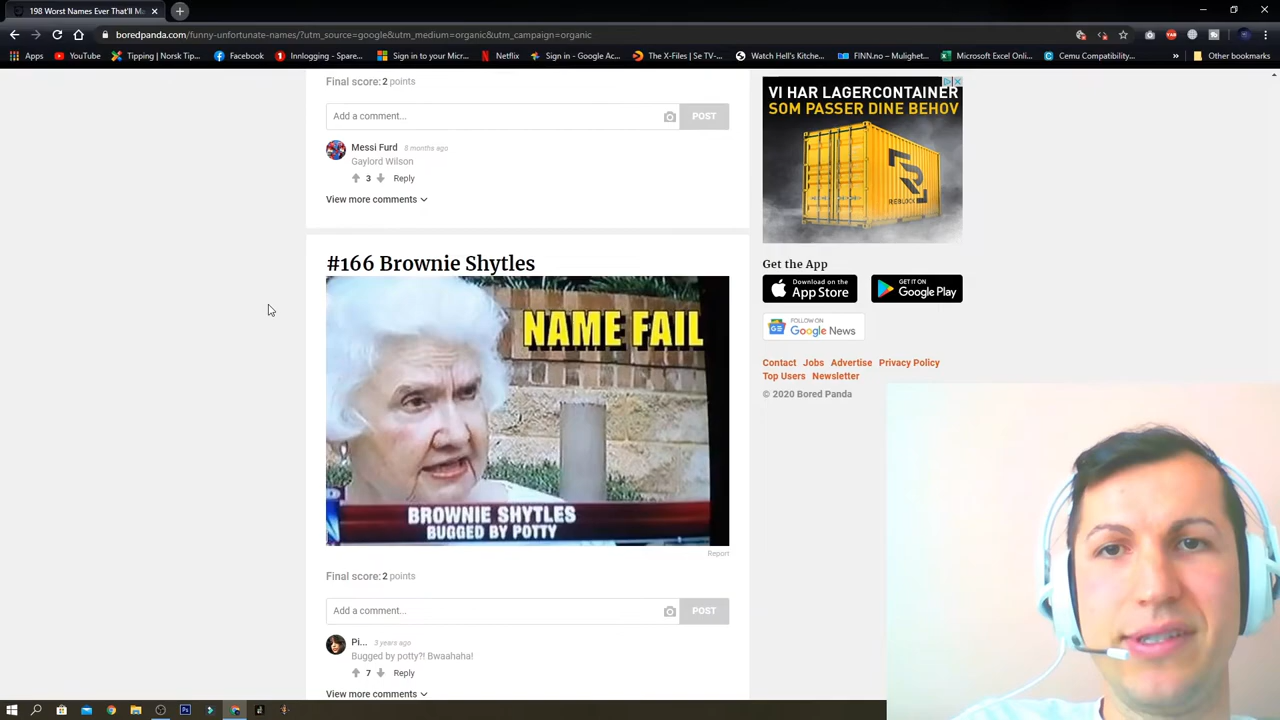 198 Worst Names Ever That'll M
boredpanda.com/funny-unfortunate-names/?utm_source=google&utm_medium=organic&utm_campaign=organic
Apps YouTube Tipping | Norsk Tip... Facebook Innlogging - Spare... Sign in to your Micr... Netflix Sign in - Google Ac... The X-Files | Se TV-... Watch Hell's Kitche... FINN.no – Mulighet... Microsoft Excel Onli... Cemu Compatibility... Other bookmarks
Final score: 2 points
Add a comment... POST
Messi Furd 8 months ago
Gaylord Wilson
3 Reply
View more comments
#166 Brownie Shytles
NAME FAIL
BROWNIE SHYTLES
BUGGED BY POTTY
Report
Final score: 2 points
Add a comment... POST
Pi... 3 years ago
Bugged by potty?! Bwaahaha!
7 Reply
View more comments
VI HAR LAGERCONTAINER
SOM PASSER DINE BEHOV
Get the App
Download on the
App Store
GET IT ON
Google Play
FOLLOW ON
Google News
Contact Jobs Advertise Privacy Policy
Top Users Newsletter
© 2020 Bored Panda